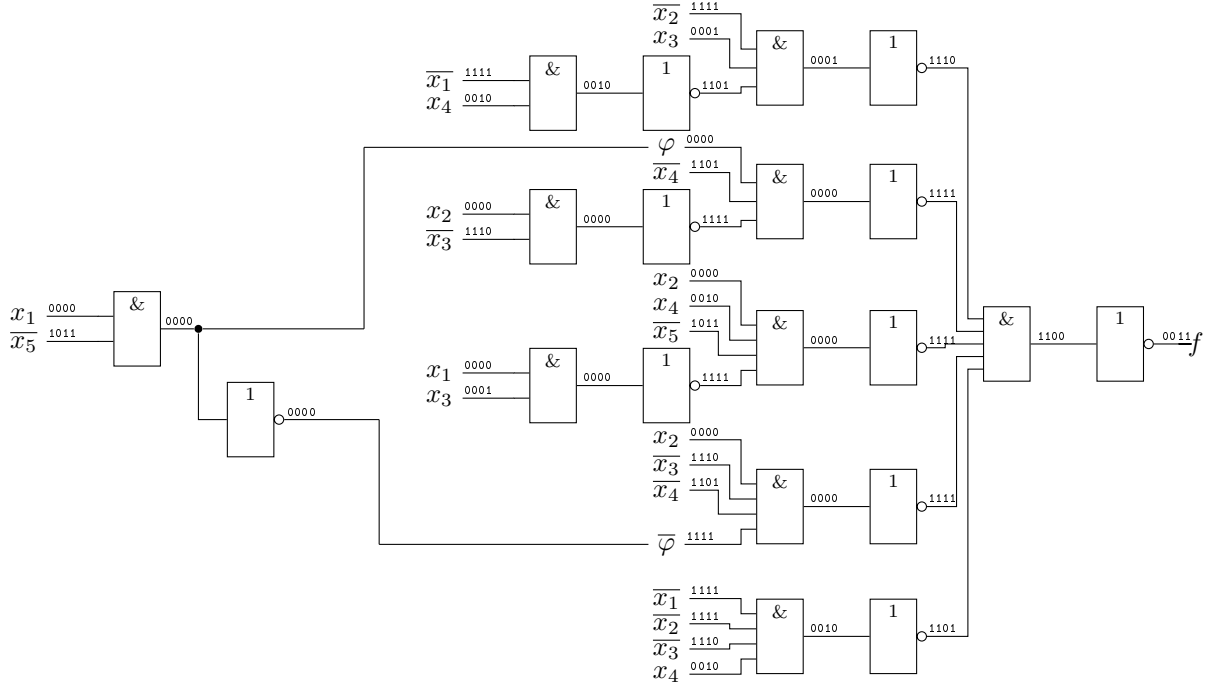 x̅₂ 1111
x₃ 0001 & 0001 1 1110
x̅₁ 1111 & 0010 1 1101
x₄ 0010
φ 0000
x̅₄ 1101 & 0000 1 1111
x₂ 0000 & 0000 1 1111
x̅₃ 1110
x₂ 0000
x₄ 0010 & 0000 1 1111
x̅₅ 1011
x₁ 0000 & 0000 1 1111
x₃ 0001
x₁ 0000 & 0000
x̅₅ 1011
1 0000
& 1100 1 0011 f
x₂ 0000
x̅₃ 1110 & 0000 1 1111
x̅₄ 1101
φ̅ 1111
x̅₁ 1111 & 0010 1 1101
x̅₂ 1111
x̅₃ 1110
x₄ 0010